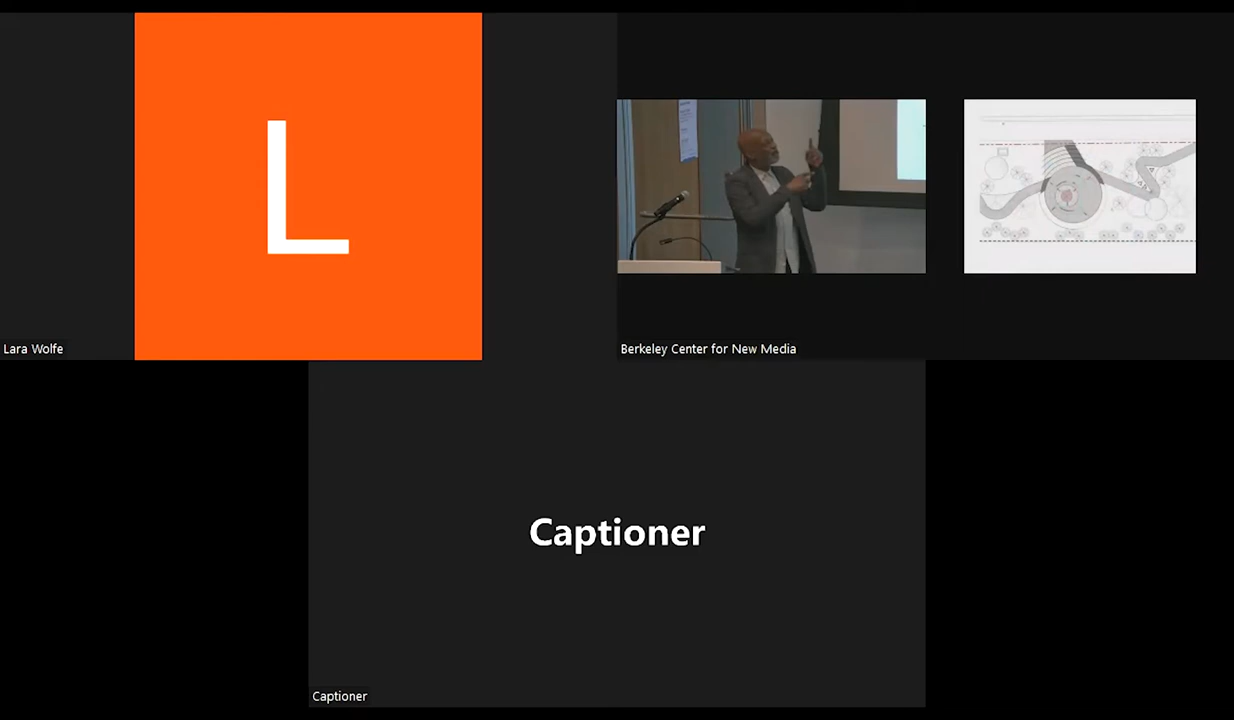 L
Lara Wolfe
Berkeley Center for New Media
Captioner
Captioner